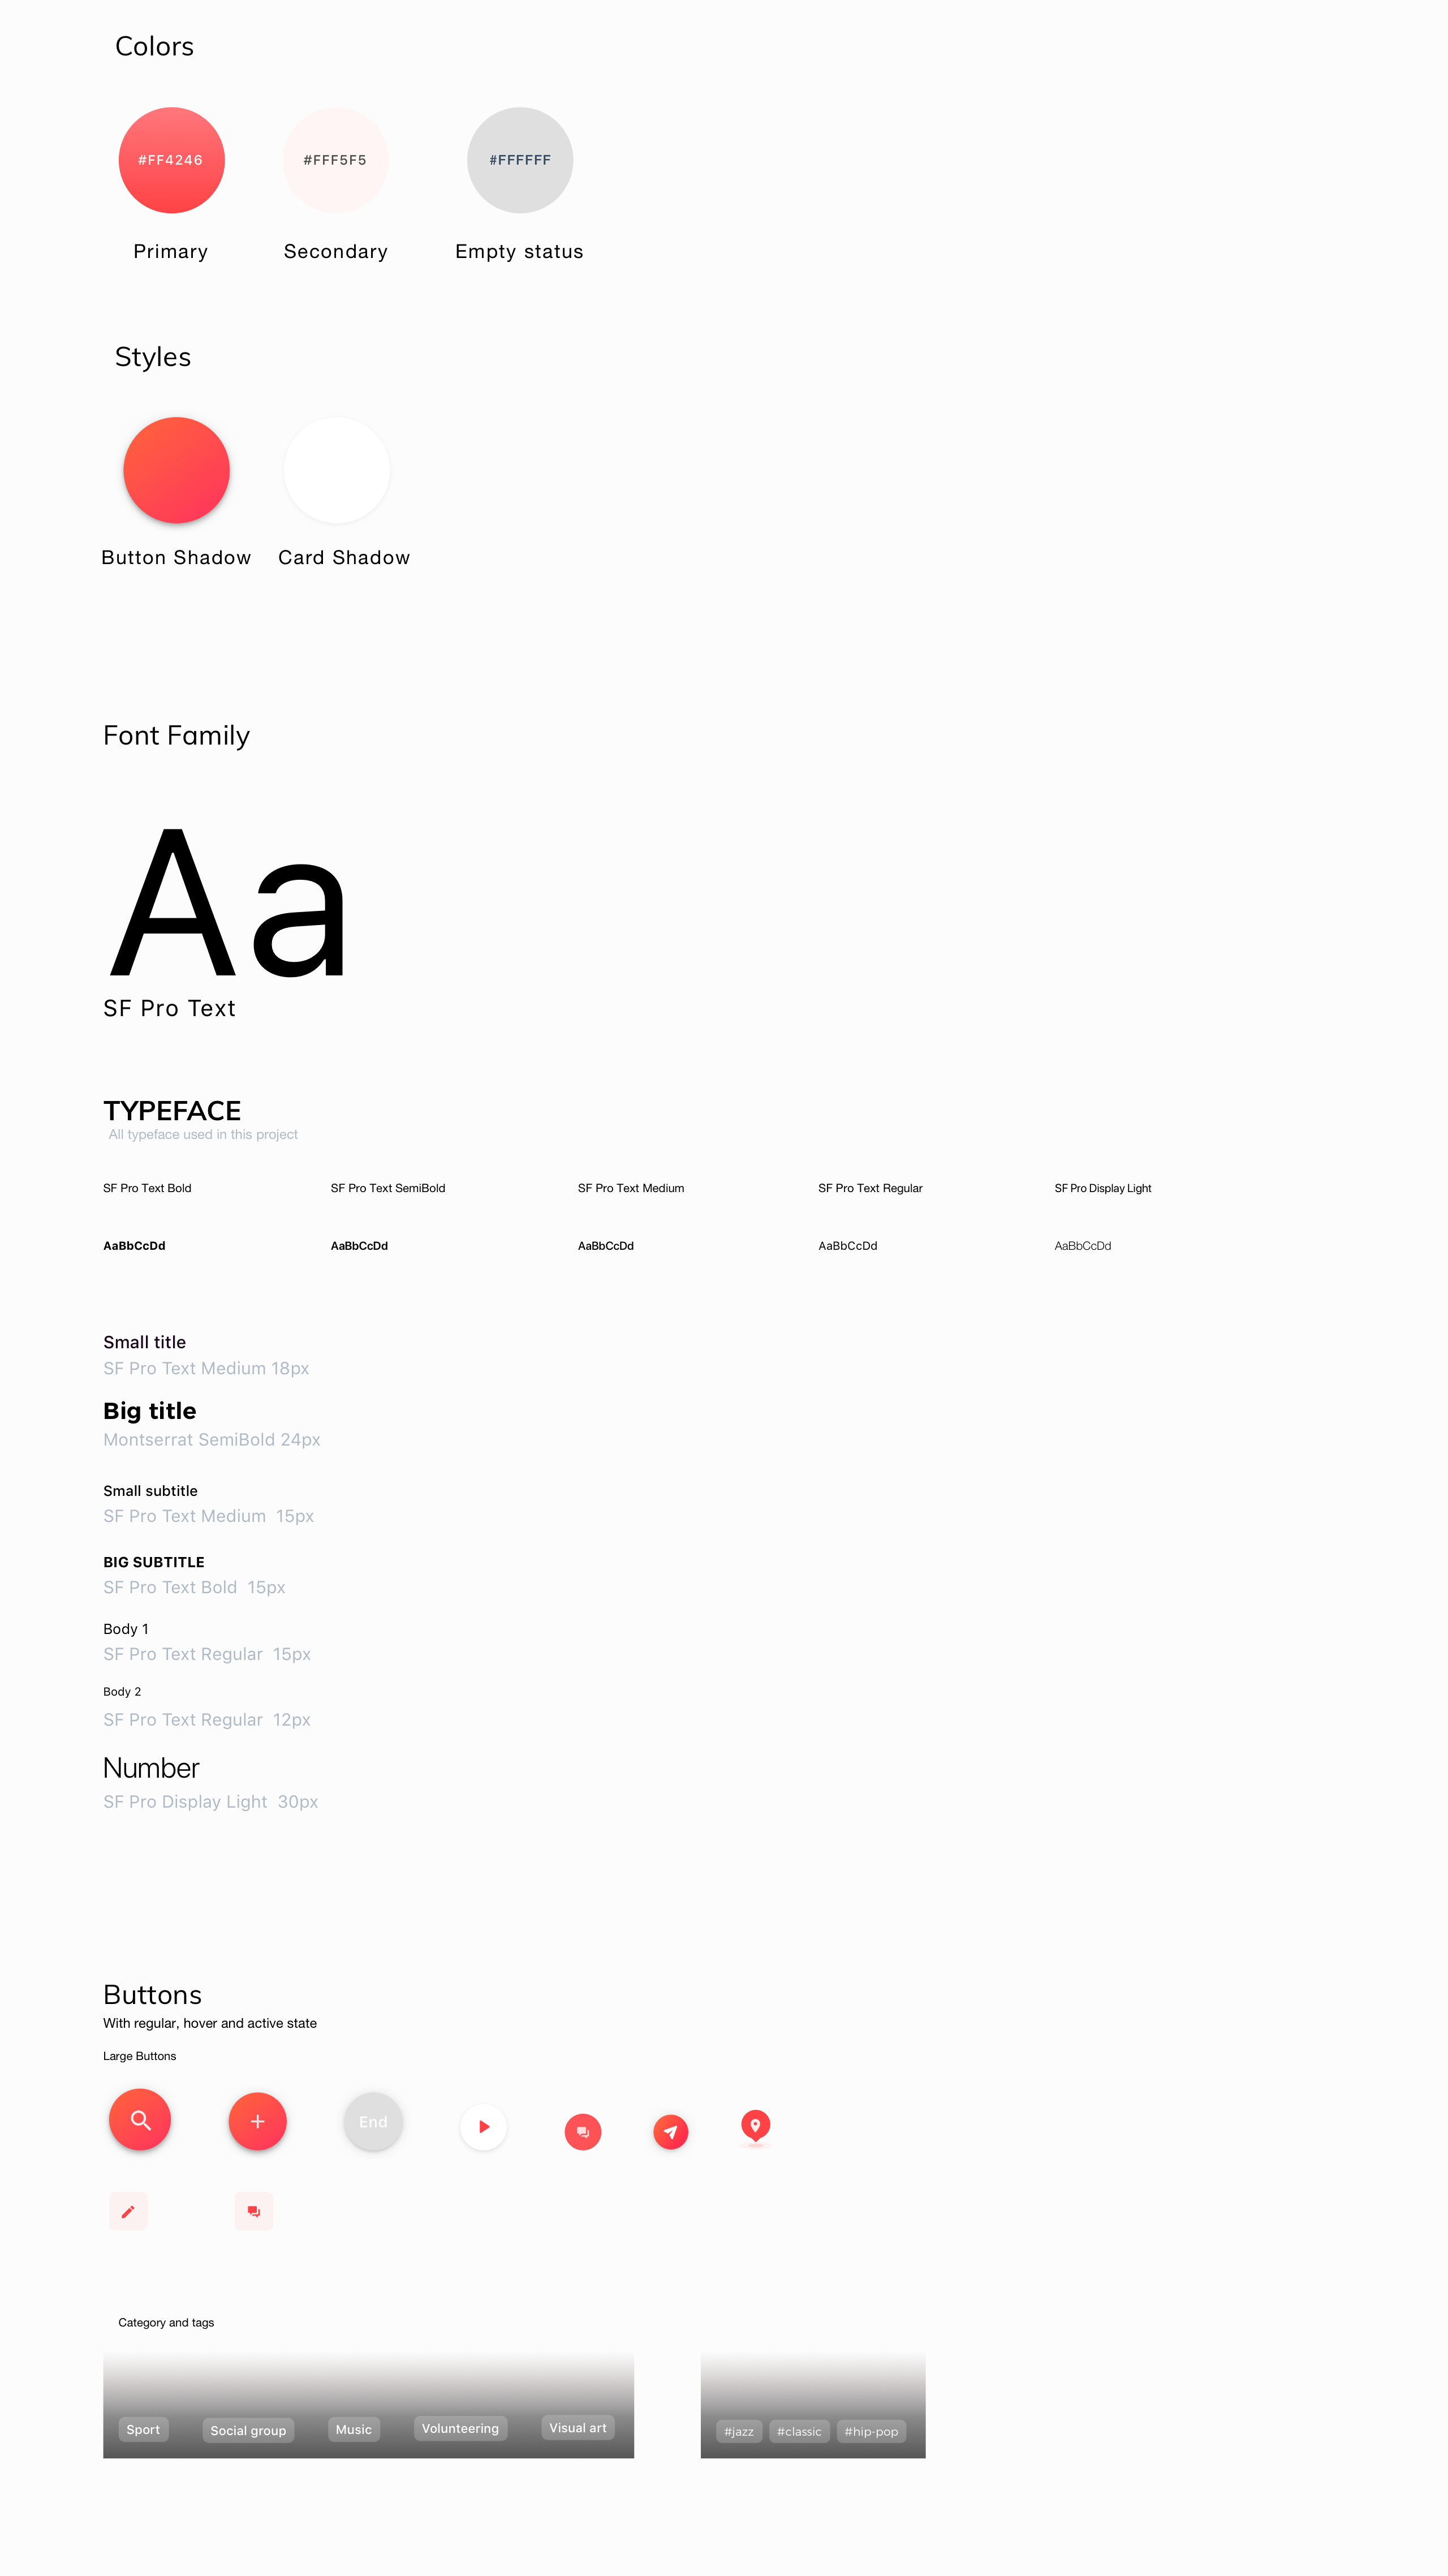 Colors
#FF4246
#FFF5F5
#FFFFFF
Primary
Secondary
Empty status
Styles
Button Shadow
Card Shadow
Font Family
Aa
SF Pro Text
TYPEFACE
All typeface used in this project
SF Pro Text Bold
SF Pro Text SemiBold
SF Pro Text Medium
SF Pro Text Regular
SF Pro Display Light
AaBbCcDd
AaBbCcDd
AaBbCcDd
AaBbCcDd
AaBbCcDd
Small title
SF Pro Text Medium 18px
Big title
Montserrat SemiBold 24px
Small subtitle
SF Pro Text Medium 15px
BIG SUBTITLE
SF Pro Text Bold 15px
Body 1
SF Pro Text Regular 15px
Body 2
SF Pro Text Regular 12px
Number
SF Pro Display Light 30px
Buttons
With regular, hover and active state
Large Buttons
End
Category and tags
Sport
Social group
Music
Volunteering
Visual art
#jazz
#classic
#hip-pop